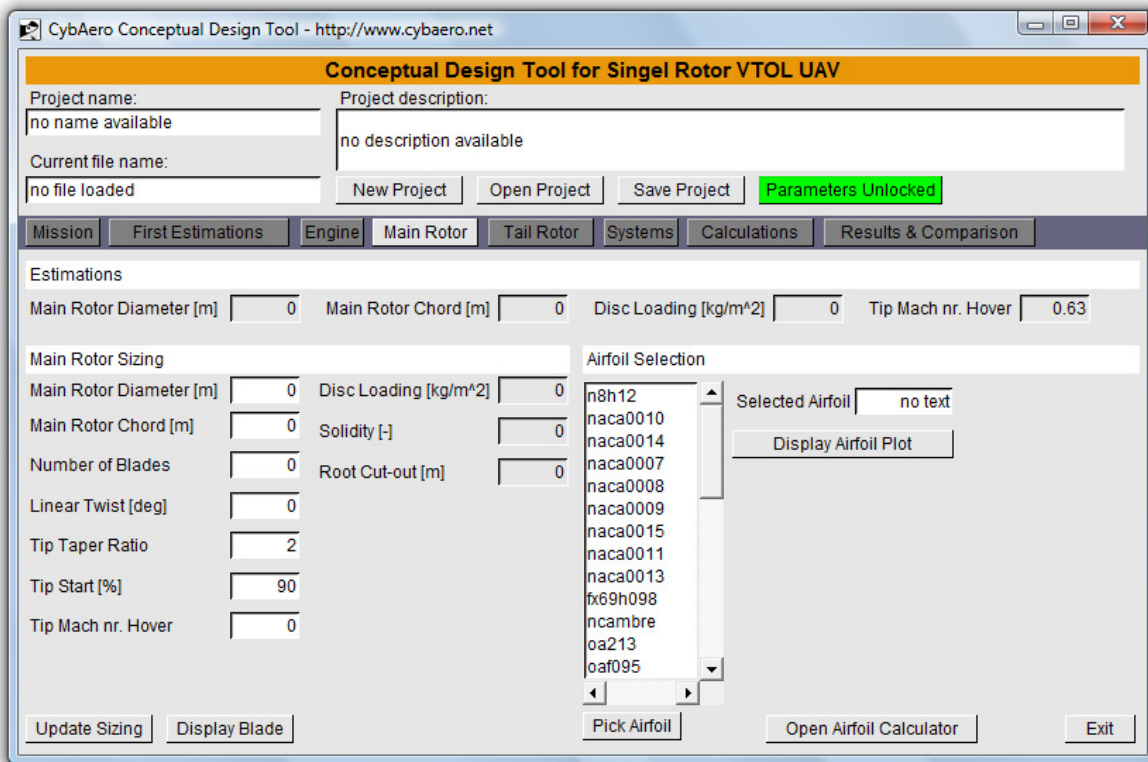 CybAero Conceptual Design Tool - http://www.cybaero.net
Conceptual Design Tool for Singel Rotor VTOL UAV
Project name:
no name available
Project description:
no description available
Current file name:
no file loaded
New Project Open Project Save Project Parameters Unlocked
Mission First Estimations Engine Main Rotor Tail Rotor Systems Calculations Results & Comparison
Estimations
Main Rotor Diameter [m] 0 Main Rotor Chord [m] 0 Disc Loading [kg/m^2] 0 Tip Mach nr. Hover 0.63
Main Rotor Sizing
Main Rotor Diameter [m] 0
Main Rotor Chord [m] 0
Number of Blades 0
Linear Twist [deg] 0
Tip Taper Ratio 2
Tip Start [%] 90
Tip Mach nr. Hover 0
Disc Loading [kg/m^2] 0
Solidity [-] 0
Root Cut-out [m] 0
Update Sizing Display Blade
Airfoil Selection
n8h12
naca0010
naca0014
naca0007
naca0008
naca0009
naca0015
naca0011
naca0013
fx69h098
ncambre
oa213
oaf095
Selected Airfoil no text
Display Airfoil Plot
Pick Airfoil Open Airfoil Calculator Exit